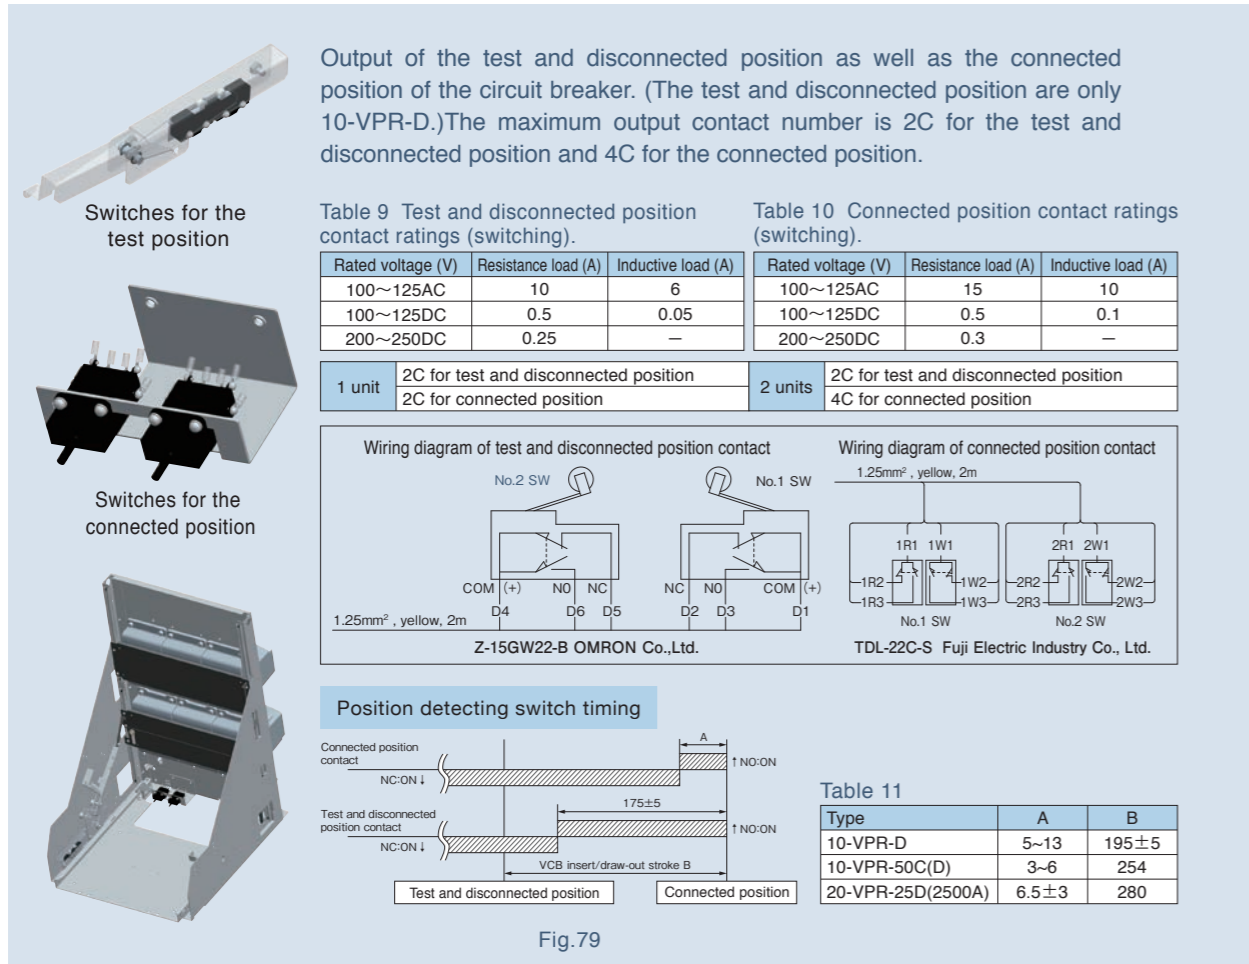 Output of the test and disconnected position as well as the connected
position of the circuit breaker. (The test and disconnected position are only
10-VPR-D.)The maximum output contact number is 2C for the test and
disconnected position and 4C for the connected position.
Switches for the
test position
Switches for the
connected position
Table 9 Test and disconnected position
contact ratings (switching).
Rated voltage (V) Resistance load (A) Inductive load (A)
100～125AC 10 6
100～125DC 0.5 0.05
200～250DC 0.25 —
Table 10 Connected position contact ratings
(switching).
Rated voltage (V) Resistance load (A) Inductive load (A)
100～125AC 15 10
100～125DC 0.5 0.1
200～250DC 0.3 —
1 unit
2C for test and disconnected position
2C for connected position
2 units
2C for test and disconnected position
4C for connected position
Wiring diagram of test and disconnected position contact
No.2 SW
No.1 SW
COM (+) N0 NC
NC N0 COM (+)
D4 D6 D5
D2 D3 D1
1.25mm² , yellow, 2m
Z-15GW22-B OMRON Co.,Ltd.
Wiring diagram of connected position contact
1.25mm² , yellow, 2m
1R1 1W1
2R1 2W1
1R2 1W2
2R2 2W2
1R3 1W3
2R3 2W3
No.1 SW
No.2 SW
TDL-22C-S Fuji Electric Industry Co., Ltd.
Position detecting switch timing
A
Connected position
contact
NC:ON↓
↑NO:ON
175±5
Test and disconnected
position contact
NC:ON↓
↑NO:ON
VCB insert/draw-out stroke B
Test and disconnected position
Connected position
Table 11
Type A B
10-VPR-D 5~13 195±5
10-VPR-50C(D) 3~6 254
20-VPR-25D(2500A) 6.5±3 280
Fig.79